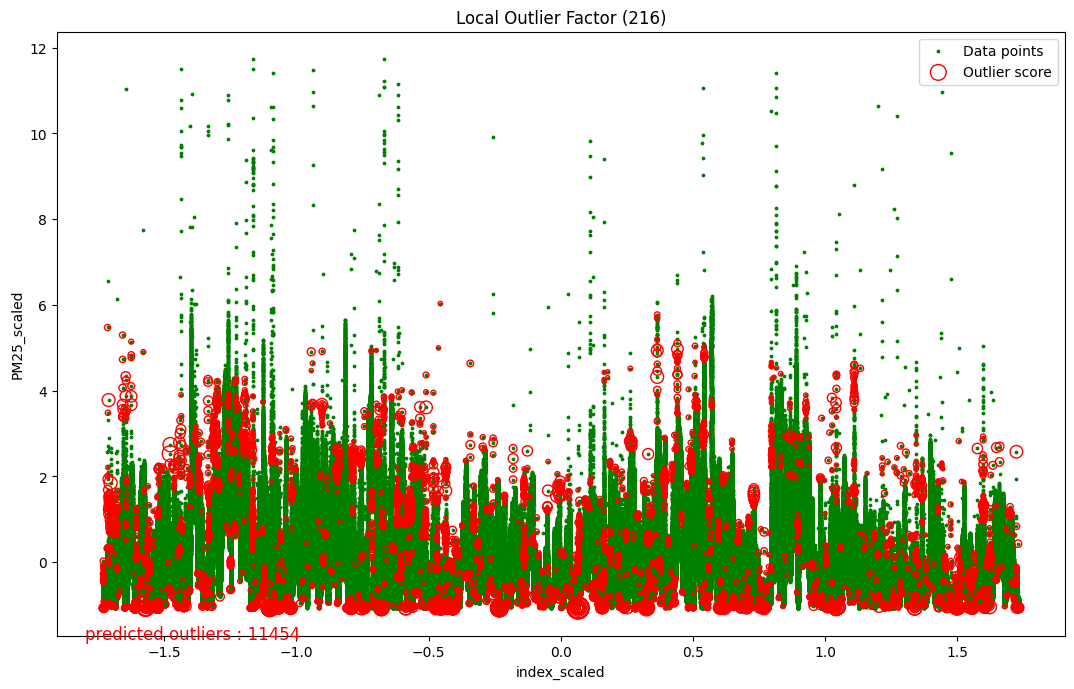 Local Outlier Factor (216)
Data points
Outlier score
12
10
8
6
4
2
0
PM25_scaled
predicted outliers : 11454
−1.5
−1.0
−0.5
0.0
0.5
1.0
1.5
index_scaled